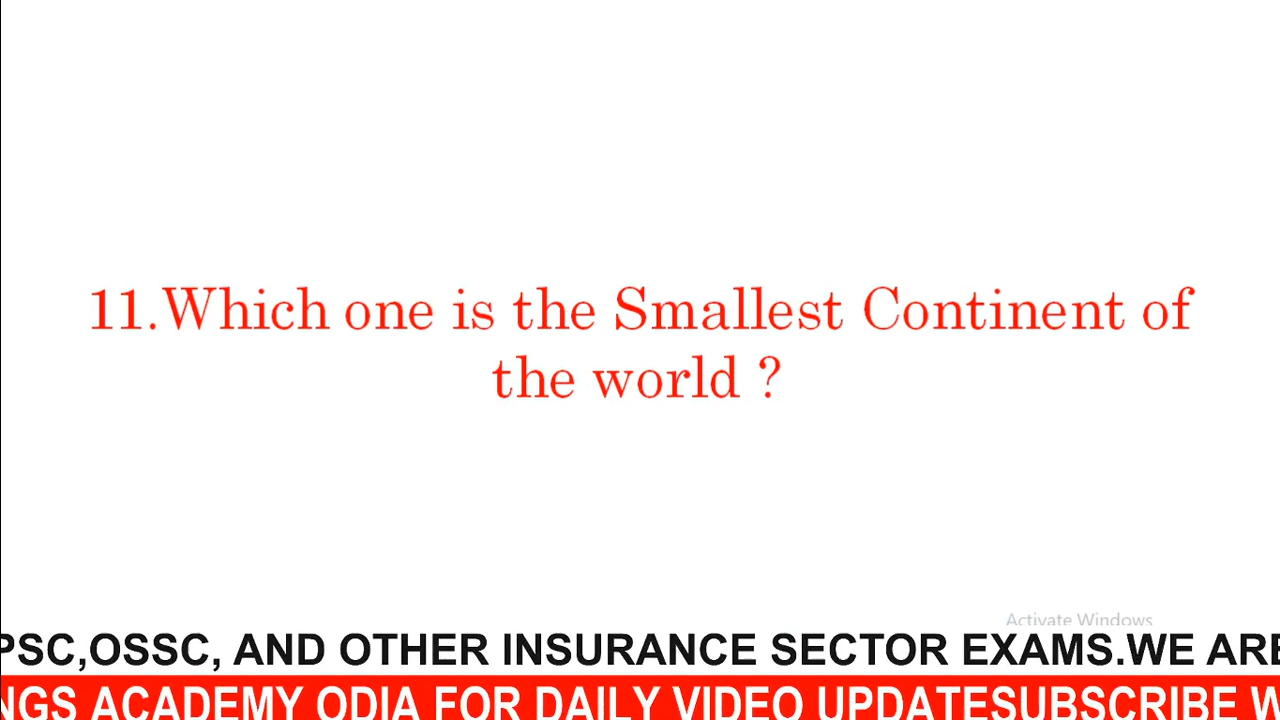 11.Which one is the Smallest Continent of
the world ?
Activate Windows
PSC,OSSC, AND OTHER INSURANCE SECTOR EXAMS.WE ARE
NGS ACADEMY ODIA FOR DAILY VIDEO UPDATESUBSCRIBE W